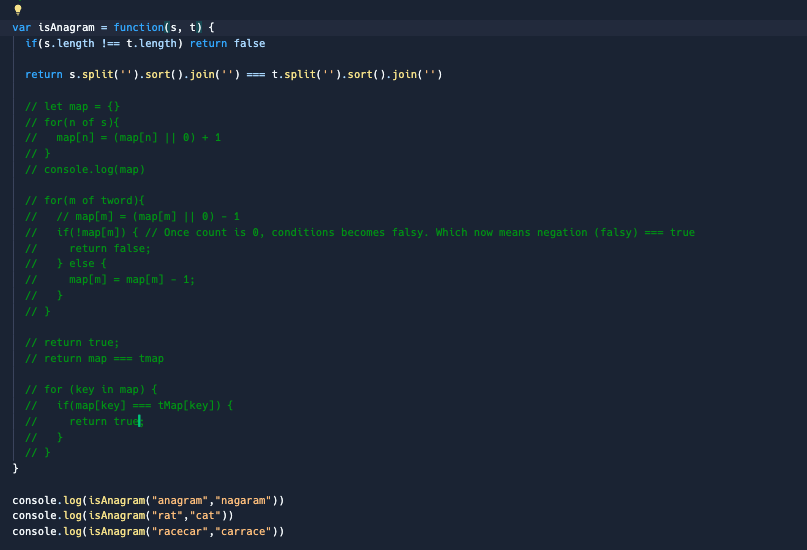 var isAnagram = function(s, t) {
  if(s.length !== t.length) return false
  return s.split('').sort().join('') === t.split('').sort().join('')
  // let map = {}
  // for(n of s){
  //   map[n] = (map[n] || 0) + 1
  // }
  // console.log(map)
  // for(m of tword){
  //   // map[m] = (map[m] || 0) - 1
  //   if(!map[m]) { // Once count is 0, conditions becomes falsy. Which now means negation (falsy) === true
  //     return false;
  //   } else {
  //     map[m] = map[m] - 1;
  //   }
  // }
  // return true;
  // return map === tmap
  // for (key in map) {
  //   if(map[key] === tMap[key]) {
  //     return true;
  //   }
  // }
}
console.log(isAnagram("anagram","nagaram"))
console.log(isAnagram("rat","cat"))
console.log(isAnagram("racecar","carrace"))